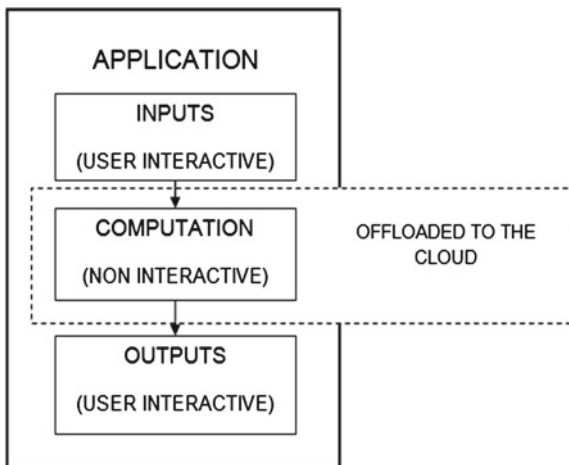 APPLICATION
INPUTS
(USER INTERACTIVE)
COMPUTATION
(NON INTERACTIVE)
OFFLOADED TO THE
CLOUD
OUTPUTS
(USER INTERACTIVE)